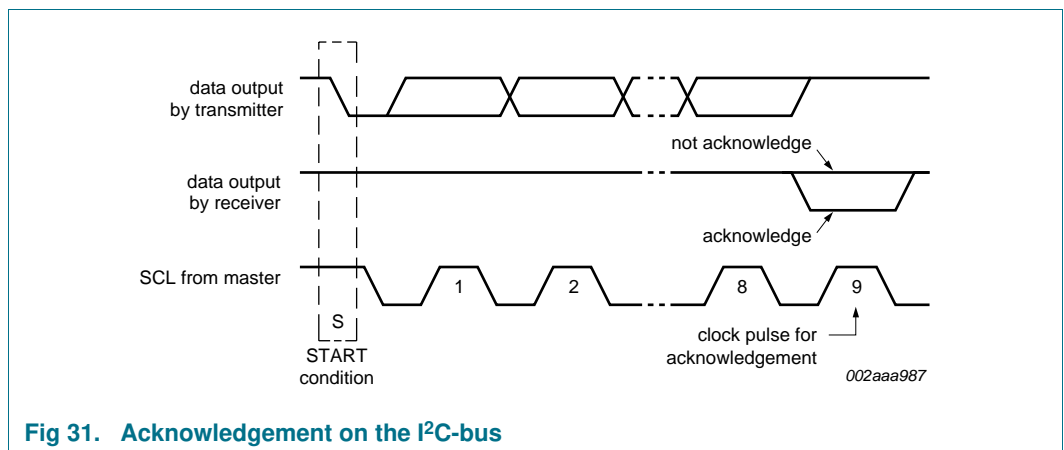 data output
by transmitter
not acknowledge
data output
by receiver
acknowledge
SCL from master
1
2
8
9
S
START
condition
clock pulse for
acknowledgement
002aaa987
Fig 31. Acknowledgement on the I²C-bus